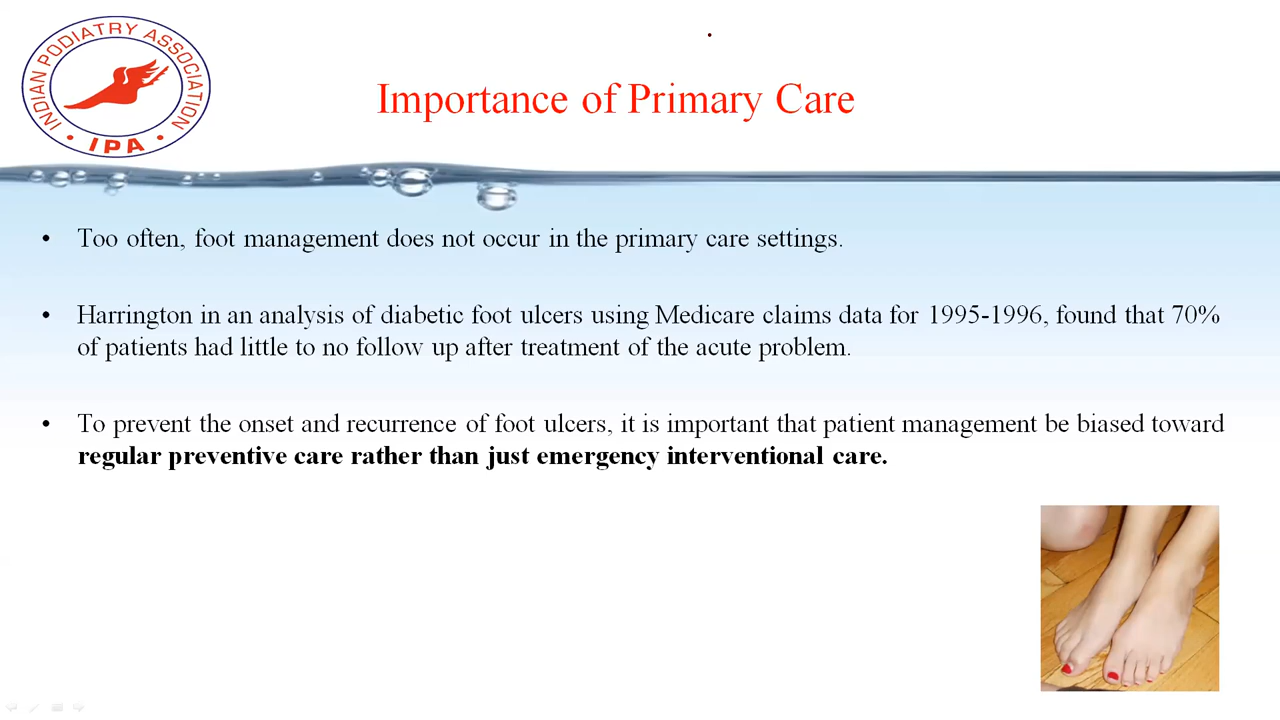 INDIAN PODIATRY ASSOCIATION
• IPA •
Importance of Primary Care
• Too often, foot management does not occur in the primary care settings.
• Harrington in an analysis of diabetic foot ulcers using Medicare claims data for 1995-1996, found that 70%
of patients had little to no follow up after treatment of the acute problem.
• To prevent the onset and recurrence of foot ulcers, it is important that patient management be biased toward
regular preventive care rather than just emergency interventional care.